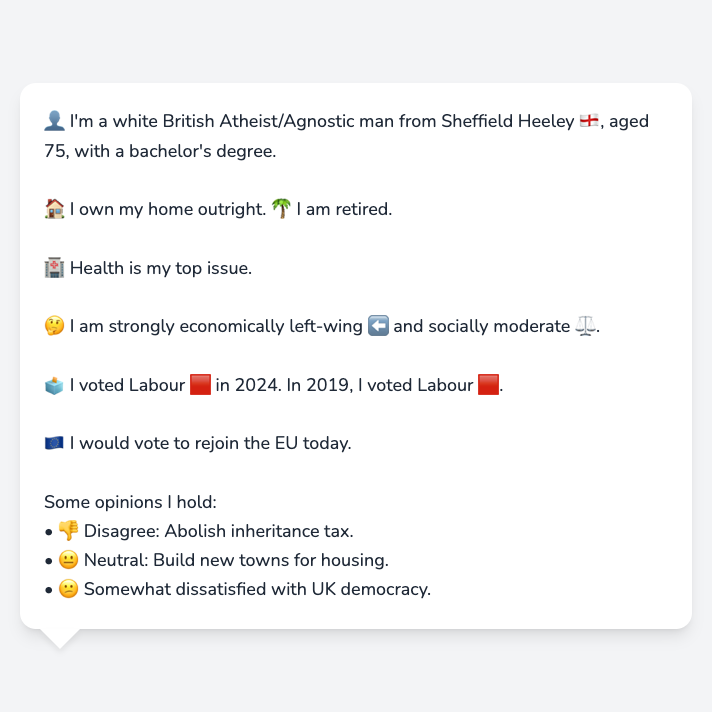 👤 I'm a white British Atheist/Agnostic man from Sheffield Heeley 🏴󠁧󠁢󠁥󠁮󠁧󠁿, aged
75, with a bachelor's degree.
🏠 I own my home outright. 🌴 I am retired.
🏥 Health is my top issue.
🤔 I am strongly economically left-wing ⬅️ and socially moderate ⚖️.
🗳️ I voted Labour 🟥 in 2024. In 2019, I voted Labour 🟥.
🇪🇺 I would vote to rejoin the EU today.
Some opinions I hold:
• 👎 Disagree: Abolish inheritance tax.
• 😐 Neutral: Build new towns for housing.
• 😕 Somewhat dissatisfied with UK democracy.